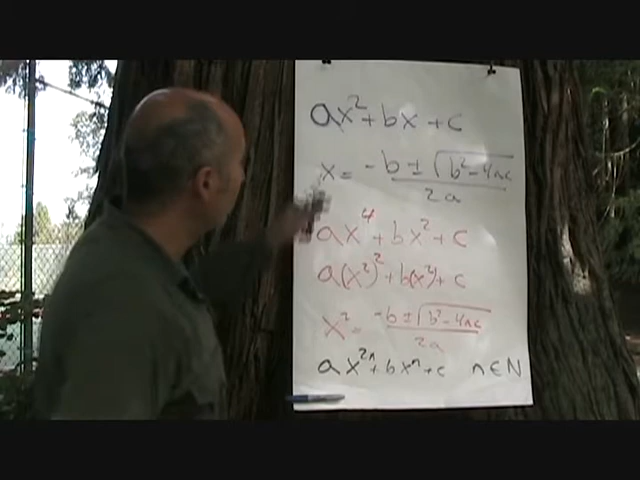 ax²+bx+c
x = -b±√(b²-4ac) / 2a
ax⁴+bx²+c
a(x²)²+b(x²)+c
x² = -b±√(b²-4ac) / 2a
ax²ⁿ+bxⁿ+c n∈N